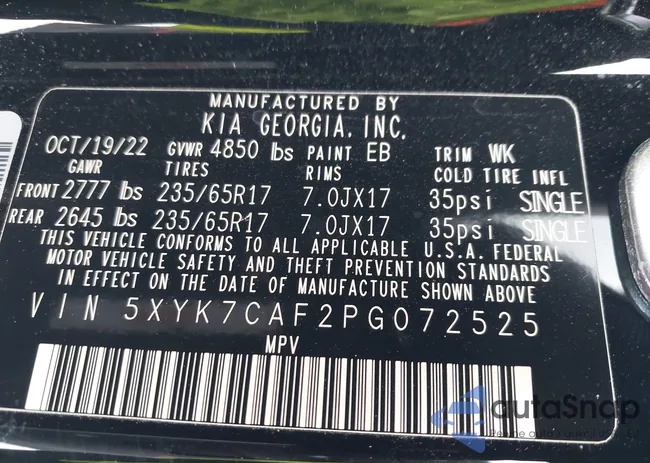 MANUFACTURED BY
KIA GEORGIA, INC.
OCT/19/22 GVWR 4850 lbs PAINT EB TRIM WK
GAWR TIRES RIMS COLD TIRE INFL
FRONT 2777 lbs 235/65R17 7.0JX17 35psi SINGLE
REAR 2645 lbs 235/65R17 7.0JX17 35psi SINGLE
THIS VEHICLE CONFORMS TO ALL APPLICABLE U.S.A. FEDERAL
MOTOR VEHICLE SAFETY AND THEFT PREVENTION STANDARDS
IN EFFECT ON THE DATE OF MANUFACTURE SHOWN ABOVE
VIN 5XYK7CAF2PG072525
MPV
autaSnap